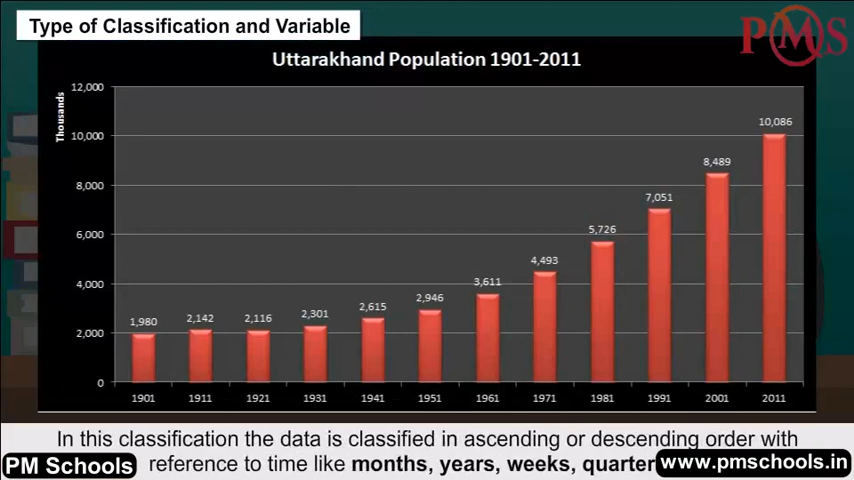 Type of Classification and Variable
PMS
Uttarakhand Population 1901-2011
Thousands
12,000
10,000
8,000
6,000
4,000
2,000
0
1,980 2,142 2,116 2,301 2,615 2,946 3,611 4,493 5,726 7,051 8,489 10,086
1901 1911 1921 1931 1941 1951 1961 1971 1981 1991 2001 2011
In this classification the data is classified in ascending or descending order with
reference to time like months, years, weeks, quarter
PM Schools
www.pmschools.in